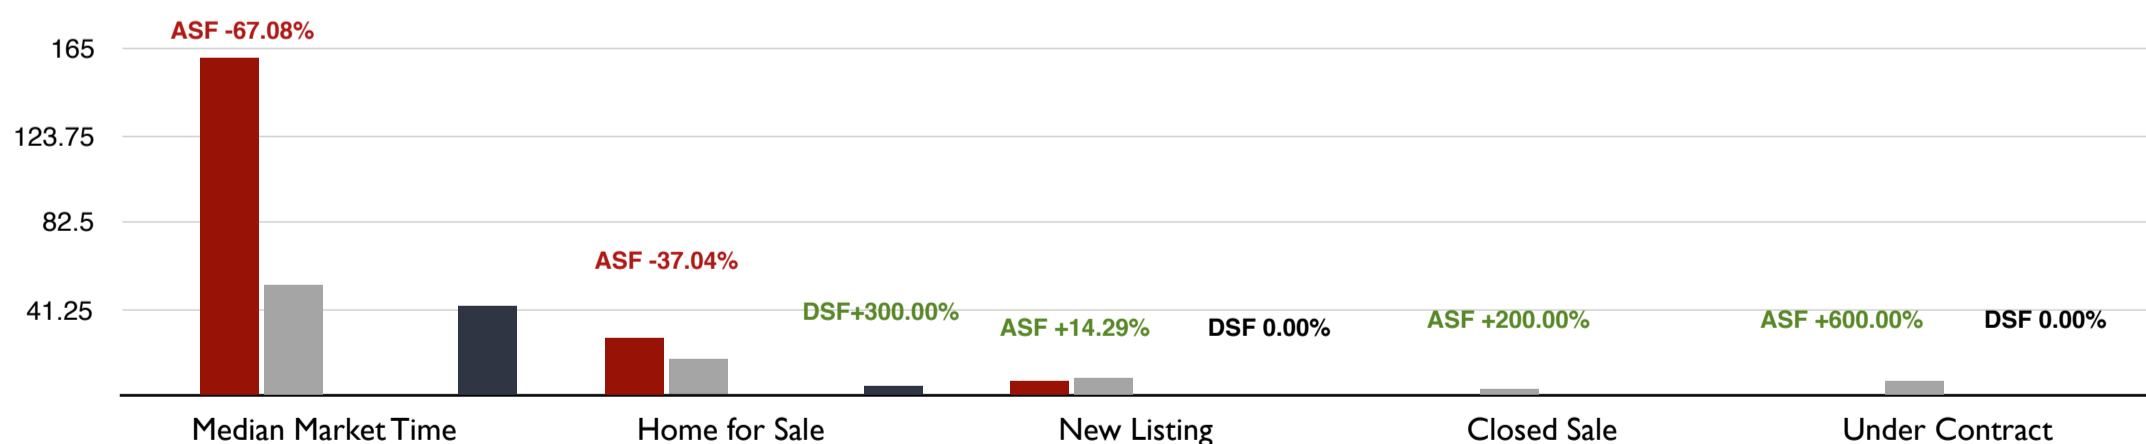 ASF -67.08%
165
123.75
82.5
ASF -37.04%
41.25
DSF+300.00%
ASF +14.29%
DSF 0.00%
ASF +200.00%
ASF +600.00%
DSF 0.00%
Median Market Time
Home for Sale
New Listing
Closed Sale
Under Contract